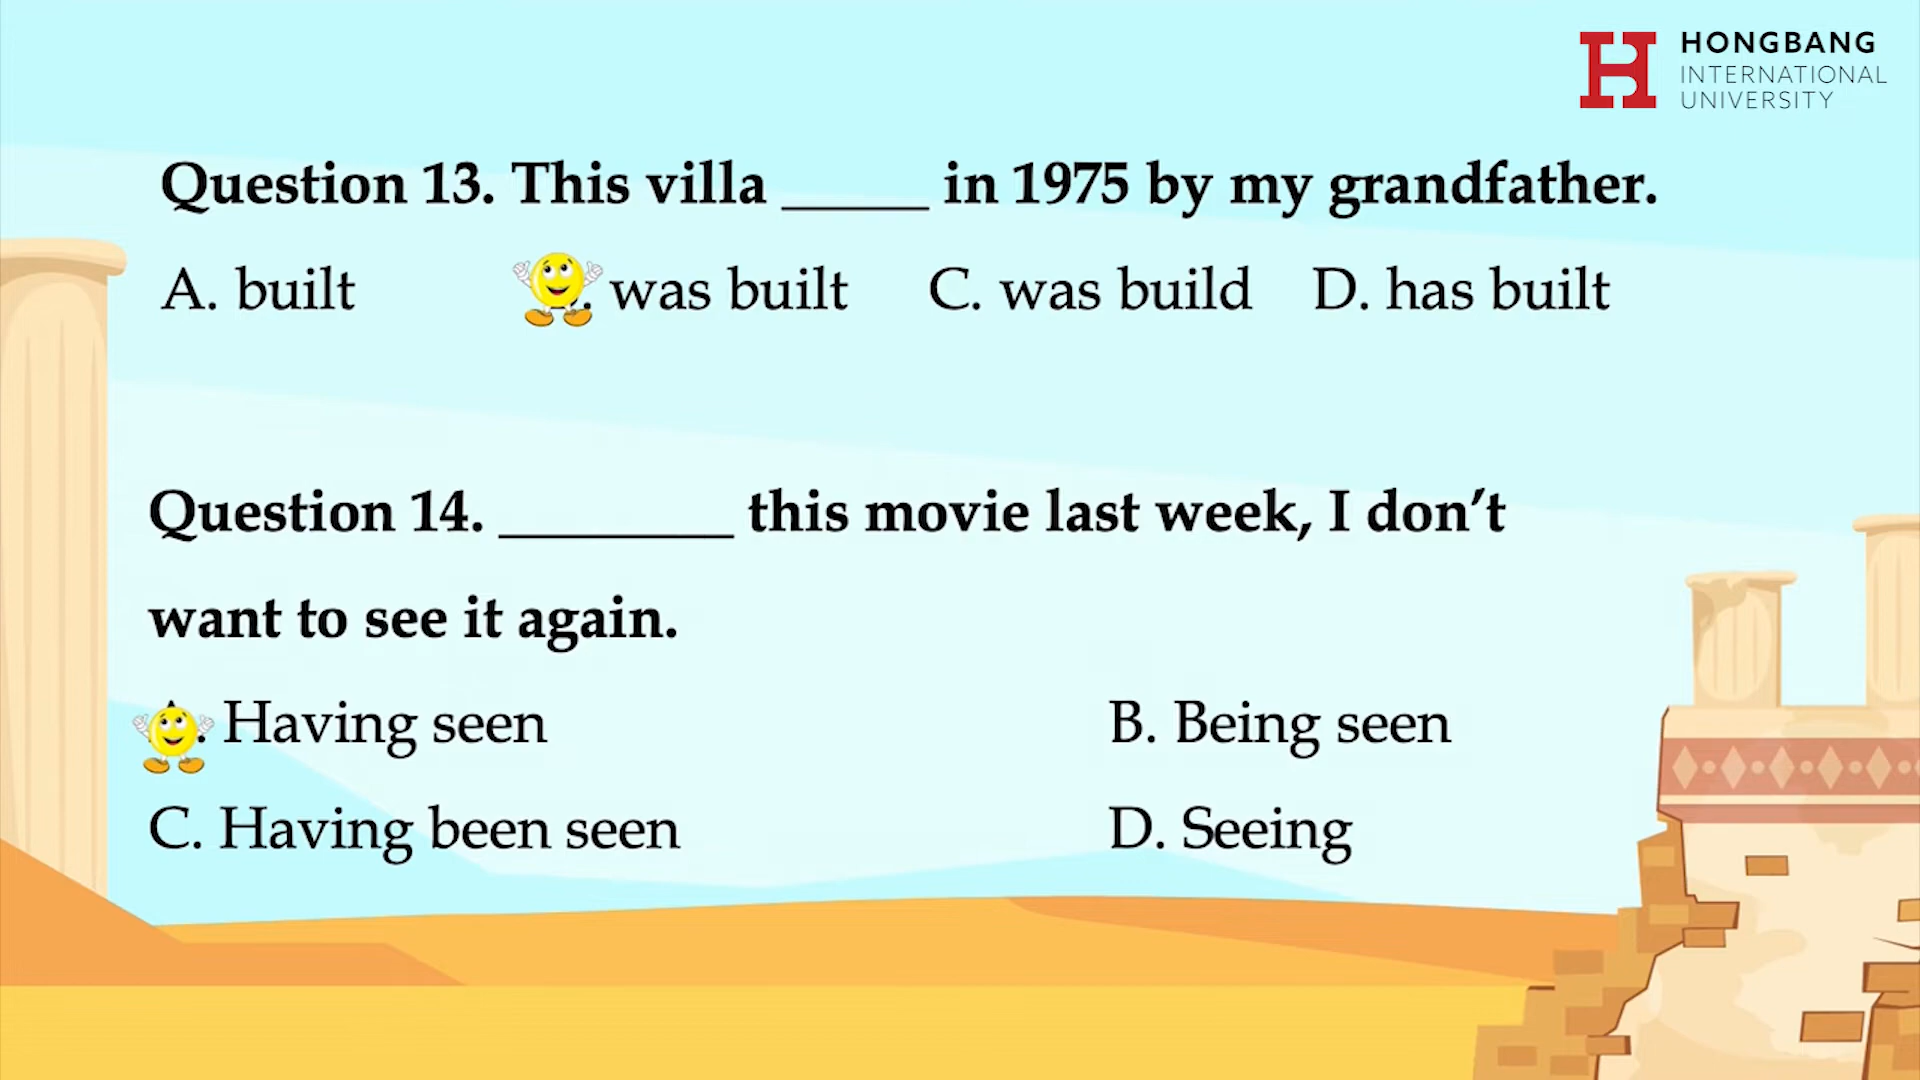 HONGBANG
INTERNATIONAL
UNIVERSITY
Question 13. This villa _____ in 1975 by my grandfather.
A. built . was built C. was build D. has built
Question 14. ________ this movie last week, I don’t
want to see it again.
. Having seen B. Being seen
C. Having been seen D. Seeing